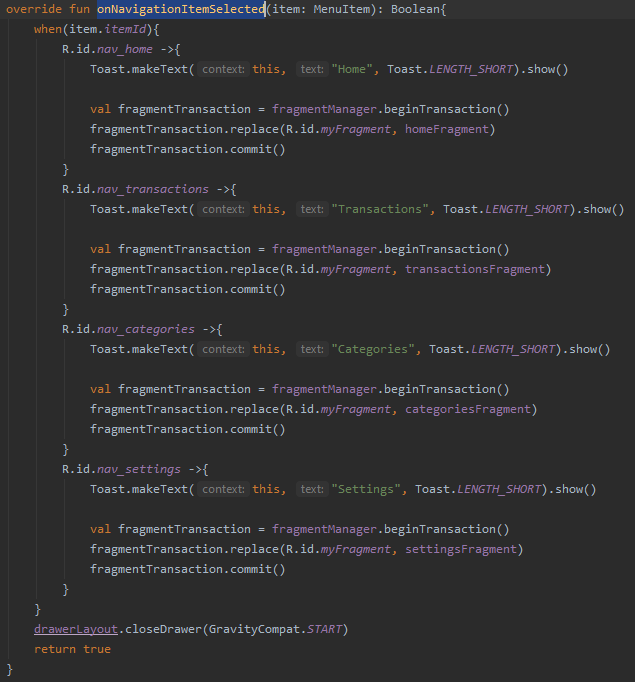 override fun onNavigationItemSelected(item: MenuItem): Boolean{
when(item.itemId){
R.id.nav_home ->{
Toast.makeText( context: this, text: "Home", Toast.LENGTH_SHORT).show()
val fragmentTransaction = fragmentManager.beginTransaction()
fragmentTransaction.replace(R.id.myFragment, homeFragment)
fragmentTransaction.commit()
}
R.id.nav_transactions ->{
Toast.makeText( context: this, text: "Transactions", Toast.LENGTH_SHORT).show()
val fragmentTransaction = fragmentManager.beginTransaction()
fragmentTransaction.replace(R.id.myFragment, transactionsFragment)
fragmentTransaction.commit()
}
R.id.nav_categories ->{
Toast.makeText( context: this, text: "Categories", Toast.LENGTH_SHORT).show()
val fragmentTransaction = fragmentManager.beginTransaction()
fragmentTransaction.replace(R.id.myFragment, categoriesFragment)
fragmentTransaction.commit()
}
R.id.nav_settings ->{
Toast.makeText( context: this, text: "Settings", Toast.LENGTH_SHORT).show()
val fragmentTransaction = fragmentManager.beginTransaction()
fragmentTransaction.replace(R.id.myFragment, settingsFragment)
fragmentTransaction.commit()
}
}
drawerLayout.closeDrawer(GravityCompat.START)
return true
}